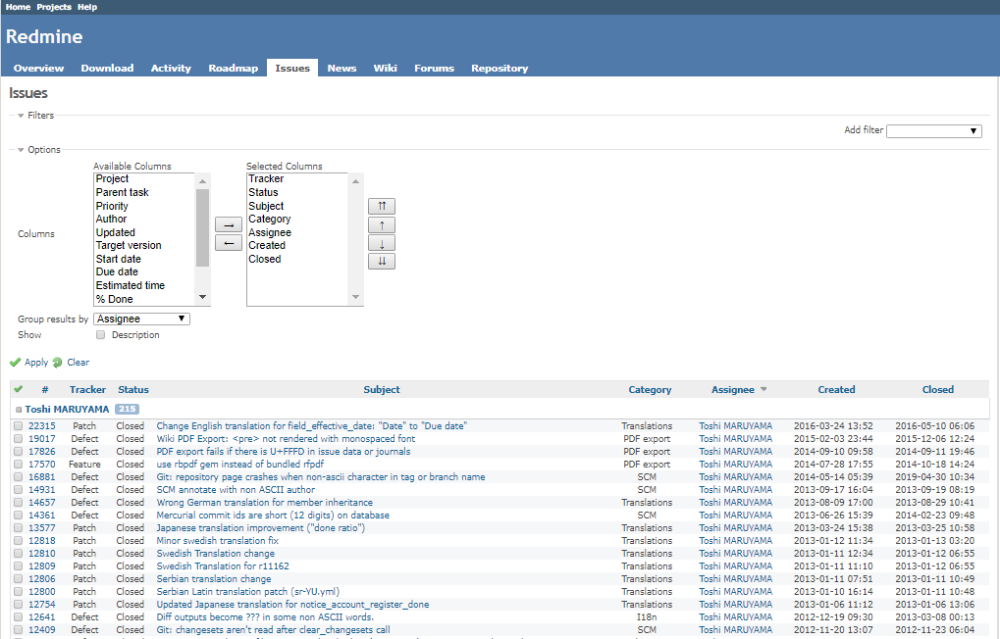 Home Projects Help
Redmine
Overview Download Activity Roadmap Issues News Wiki Forums Repository
Issues
Filters
Add filter
Options
Available Columns Selected Columns
Project Tracker
Parent task Status
Priority Subject
Author Category
Updated Assignee
Target version Created
Start date Closed
Due date
Estimated time
% Done
Columns
Group results by Assignee
Show Description
Apply Clear
# Tracker Status Subject Category Assignee Created Closed
Toshi MARUYAMA 215
22315 Patch Closed Change English translation for field_effective_date: "Date" to "Due date" Translations Toshi MARUYAMA 2016-03-24 13:52 2016-05-10 06:06
19017 Defect Closed Wiki PDF Export: <pre> not rendered with monospaced font PDF export Toshi MARUYAMA 2015-02-03 23:44 2015-12-06 12:24
17826 Defect Closed PDF export fails if there is U+FFFD in issue data or journals PDF export Toshi MARUYAMA 2014-09-10 09:58 2014-09-11 19:46
17570 Feature Closed use rbpdf gem instead of bundled rfpdf PDF export Toshi MARUYAMA 2014-07-28 17:55 2014-10-18 14:24
16881 Defect Closed Git: repository page crashes when non-ascii character in tag or branch name SCM Toshi MARUYAMA 2014-05-14 05:39 2019-04-30 10:34
14931 Defect Closed SCM annotate with non ASCII author SCM Toshi MARUYAMA 2013-09-17 16:04 2013-09-19 08:19
14657 Defect Closed Wrong German translation for member inheritance Translations Toshi MARUYAMA 2013-08-09 17:00 2013-08-29 10:41
14361 Defect Closed Mercurial commit ids are short (12 digits) on database SCM Toshi MARUYAMA 2013-06-26 15:39 2014-02-23 09:48
13577 Patch Closed Japanese translation improvement ("done ratio") Translations Toshi MARUYAMA 2013-03-24 15:38 2013-03-25 10:58
12818 Patch Closed Minor swedish translation fix Translations Toshi MARUYAMA 2013-01-12 11:34 2013-01-13 03:20
12810 Patch Closed Swedish Translation change Translations Toshi MARUYAMA 2013-01-11 12:34 2013-01-12 06:55
12809 Patch Closed Swedish Translation for r11162 Translations Toshi MARUYAMA 2013-01-11 11:10 2013-01-12 06:55
12806 Patch Closed Serbian translation change Translations Toshi MARUYAMA 2013-01-11 07:51 2013-01-11 10:49
12800 Patch Closed Serbian Latin translation patch (sr-YU.yml) Translations Toshi MARUYAMA 2013-01-10 16:14 2013-01-11 10:48
12754 Patch Closed Updated Japanese translation for notice_account_register_done Translations Toshi MARUYAMA 2013-01-06 11:12 2013-01-06 13:06
12641 Defect Closed Diff outputs become ??? in some non ASCII words. I18n Toshi MARUYAMA 2012-12-19 09:30 2013-03-08 00:13
12409 Defect Closed Git: changesets aren't read after clear_changesets call SCM Toshi MARUYAMA 2012-11-20 13:07 2012-11-23 06:04